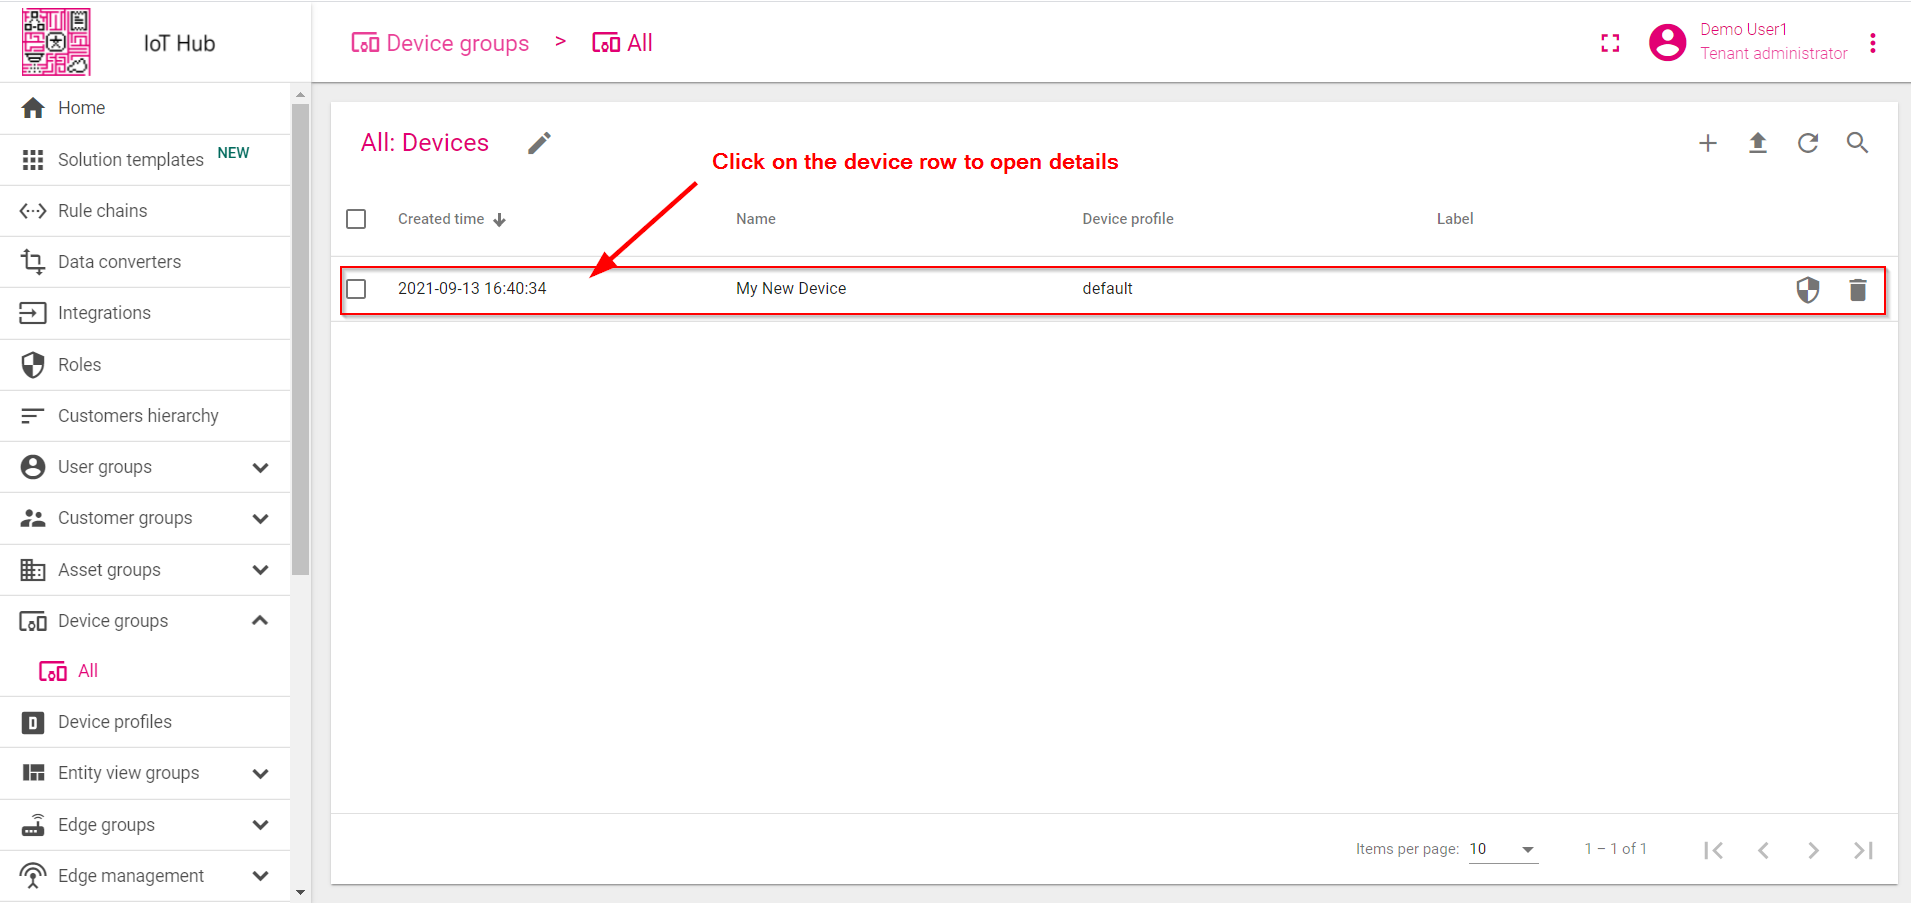 IoT Hub
Device groups > All
Demo User1
Tenant administrator
Home
Solution templates NEW
Rule chains
Data converters
Integrations
Roles
Customers hierarchy
User groups
Customer groups
Asset groups
Device groups
All
Device profiles
Entity view groups
Edge groups
Edge management
All: Devices
Click on the device row to open details
Created time Name Device profile Label
2021-09-13 16:40:34 My New Device default
Items per page: 10 1 – 1 of 1